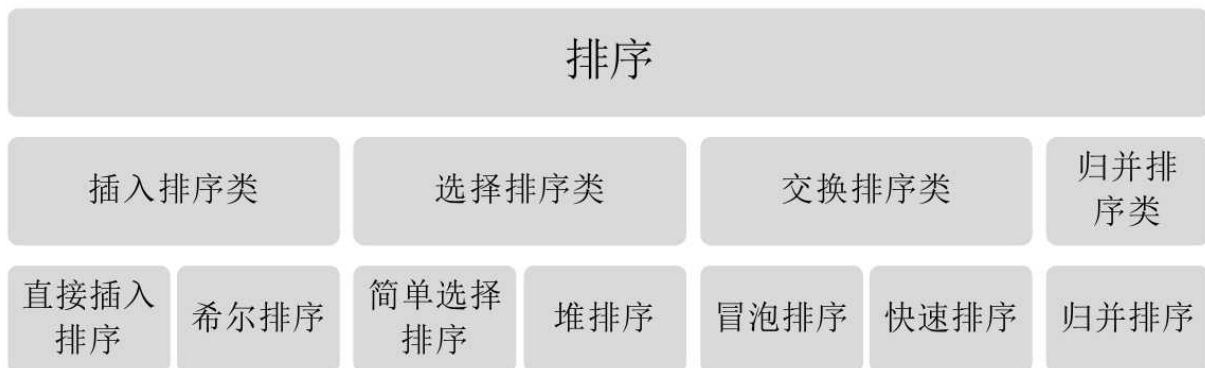 排序
插入排序类
选择排序类
交换排序类
归并排
序类
直接插入
排序
希尔排序
简单选择
排序
堆排序
冒泡排序
快速排序
归并排序